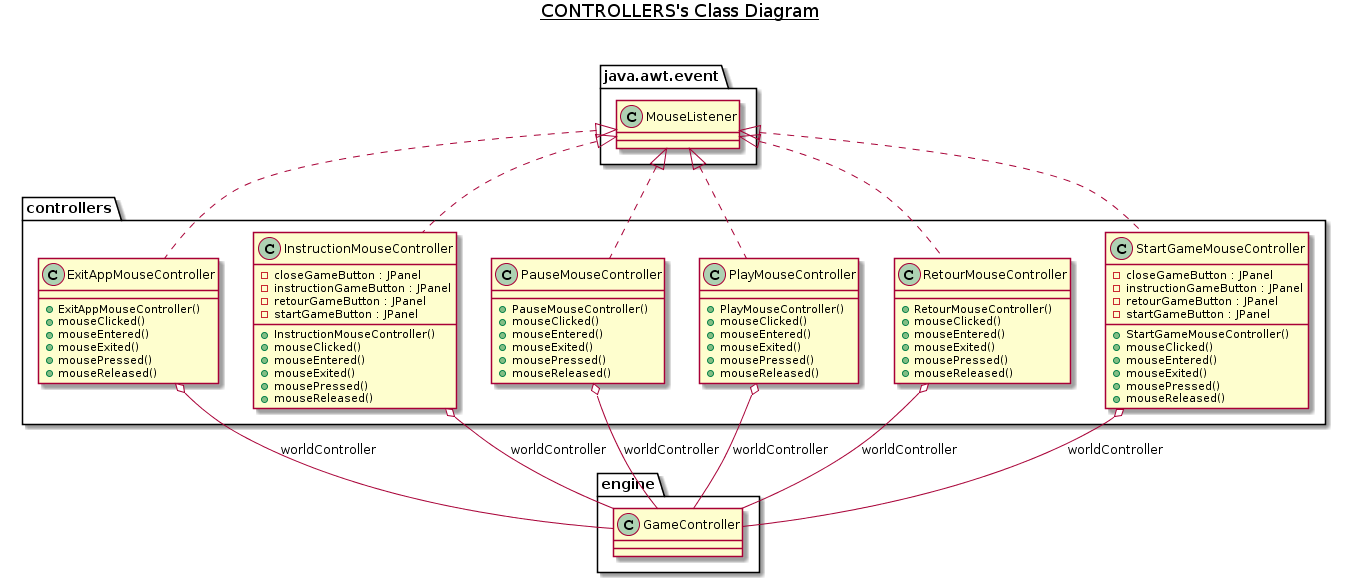 CONTROLLERS's Class Diagram
java.awt.event
C MouseListener
controllers
C ExitAppMouseController
ExitAppMouseController()
mouseClicked()
mouseEntered()
mouseExited()
mousePressed()
mouseReleased()
C InstructionMouseController
closeGameButton : JPanel
instructionGameButton : JPanel
retourGameButton : JPanel
startGameButton : JPanel
InstructionMouseController()
mouseClicked()
mouseEntered()
mouseExited()
mousePressed()
mouseReleased()
C PauseMouseController
PauseMouseController()
mouseClicked()
mouseEntered()
mouseExited()
mousePressed()
mouseReleased()
C PlayMouseController
PlayMouseController()
mouseClicked()
mouseEntered()
mouseExited()
mousePressed()
mouseReleased()
C RetourMouseController
RetourMouseController()
mouseClicked()
mouseEntered()
mouseExited()
mousePressed()
mouseReleased()
C StartGameMouseController
closeGameButton : JPanel
instructionGameButton : JPanel
retourGameButton : JPanel
startGameButton : JPanel
StartGameMouseController()
mouseClicked()
mouseEntered()
mouseExited()
mousePressed()
mouseReleased()
worldController
worldController
worldController
worldController
worldController
worldController
engine
C GameController